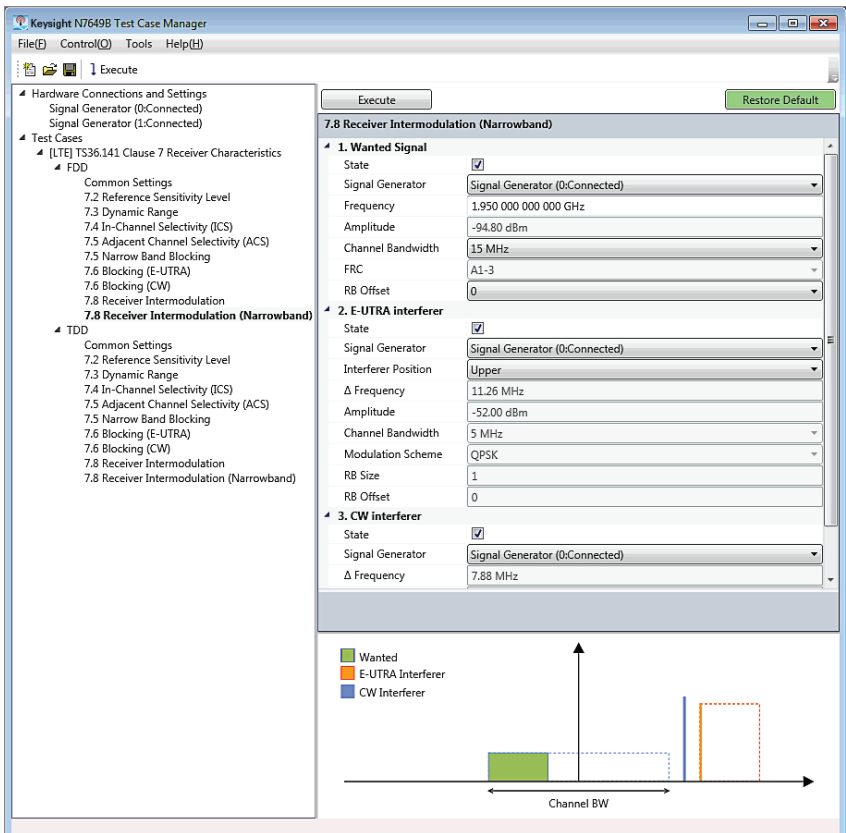 Keysight N7649B Test Case Manager
File(F) Control(O) Tools Help(H)
Execute
Hardware Connections and Settings
Signal Generator (0:Connected)
Signal Generator (1:Connected)
Test Cases
[LTE] TS36.141 Clause 7 Receiver Characteristics
FDD
Common Settings
7.2 Reference Sensitivity Level
7.3 Dynamic Range
7.4 In-Channel Selectivity (ICS)
7.5 Adjacent Channel Selectivity (ACS)
7.5 Narrow Band Blocking
7.6 Blocking (E-UTRA)
7.6 Blocking (CW)
7.8 Receiver Intermodulation
7.8 Receiver Intermodulation (Narrowband)
TDD
Common Settings
7.2 Reference Sensitivity Level
7.3 Dynamic Range
7.4 In-Channel Selectivity (ICS)
7.5 Adjacent Channel Selectivity (ACS)
7.5 Narrow Band Blocking
7.6 Blocking (E-UTRA)
7.6 Blocking (CW)
7.8 Receiver Intermodulation
7.8 Receiver Intermodulation (Narrowband)
Execute Restore Default
7.8 Receiver Intermodulation (Narrowband)
1. Wanted Signal
State
Signal Generator Signal Generator (0:Connected)
Frequency 1.950 000 000 000 GHz
Amplitude -94.80 dBm
Channel Bandwidth 15 MHz
FRC A1-3
RB Offset 0
2. E-UTRA interferer
State
Signal Generator Signal Generator (0:Connected)
Interferer Position Upper
Δ Frequency 11.26 MHz
Amplitude -52.00 dBm
Channel Bandwidth 5 MHz
Modulation Scheme QPSK
RB Size 1
RB Offset 0
3. CW interferer
State
Signal Generator Signal Generator (0:Connected)
Δ Frequency 7.88 MHz
Wanted
E-UTRA Interferer
CW Interferer
Channel BW